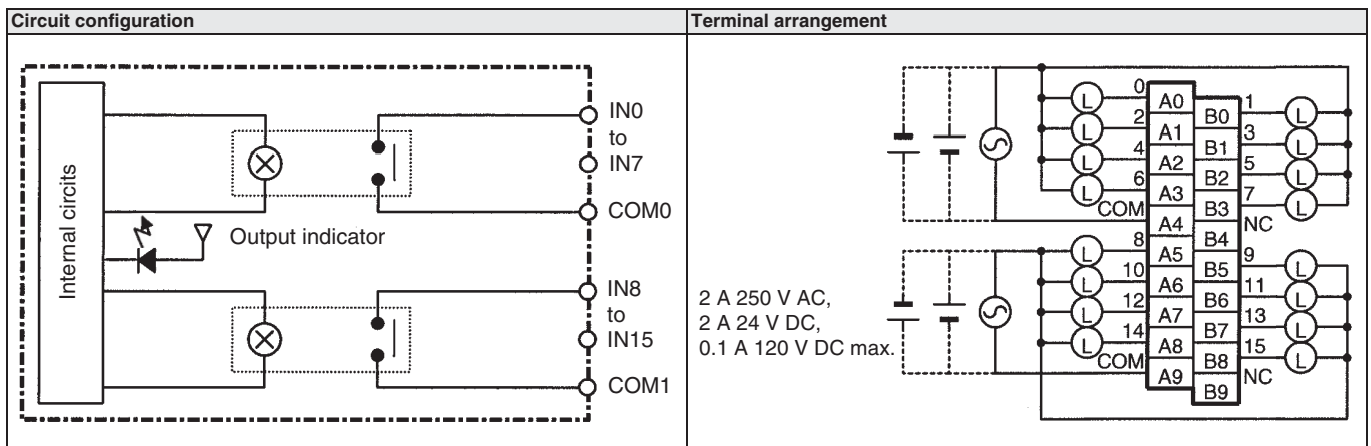 Circuit configuration
Terminal arrangement
Internal circits
Output indicator
IN0
to
IN7
COM0
IN8
to
IN15
COM1
2 A 250 V AC,
2 A 24 V DC,
0.1 A 120 V DC max.
L 0 A0
B0 1 L
L 2 A1
B1 3 L
L 4 A2
B2 5 L
L 6 A3
B3 7 L
COM A4
B4 NC
L 8 A5
B5 9 L
L 10 A6
B6 11 L
L 12 A7
B7 13 L
L 14 A8
B8 15 L
COM A9
B9 NC